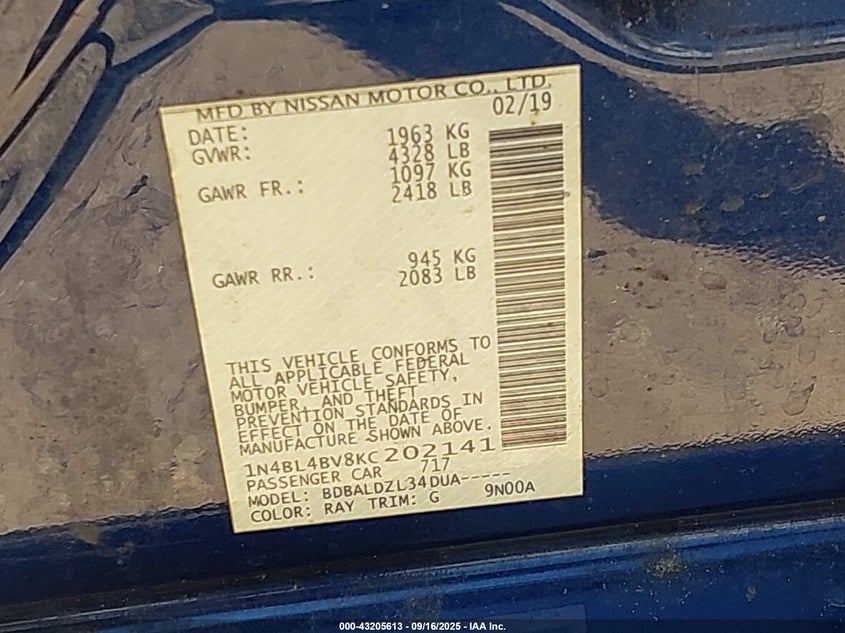 MFD BY NISSAN MOTOR CO., LTD.
DATE: 02/19
GVWR: 1963 KG
4328 LB
GAWR FR.: 1097 KG
2418 LB
GAWR RR.: 945 KG
2083 LB
THIS VEHICLE CONFORMS TO
ALL APPLICABLE FEDERAL
MOTOR VEHICLE SAFETY,
BUMPER, AND THEFT
PREVENTION STANDARDS IN
EFFECT ON THE DATE OF
MANUFACTURE SHOWN ABOVE.
1N4BL4BV8KC202141
PASSENGER CAR 717
MODEL: BDBALDZL34DUA-----
COLOR: RAY TRIM: G 9N00A
000-43205613 - 09/16/2025 - IAA Inc.